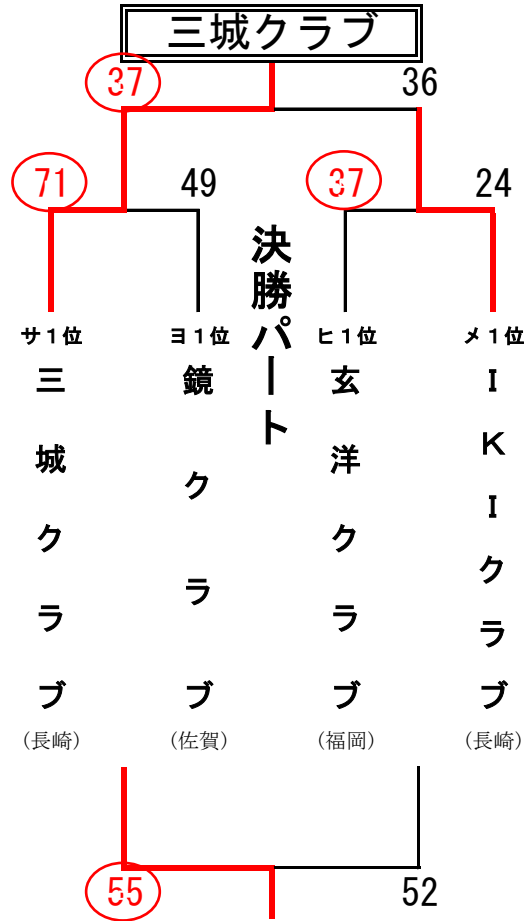 三城クラブ
37
36
71
49
37
24
決勝パート
サ1位
ヨ1位
ヒ1位
メ1位
三城クラブ
鏡クラブ
玄洋クラブ
IKIクラブ
(長崎)
(佐賀)
(福岡)
(長崎)
55
52